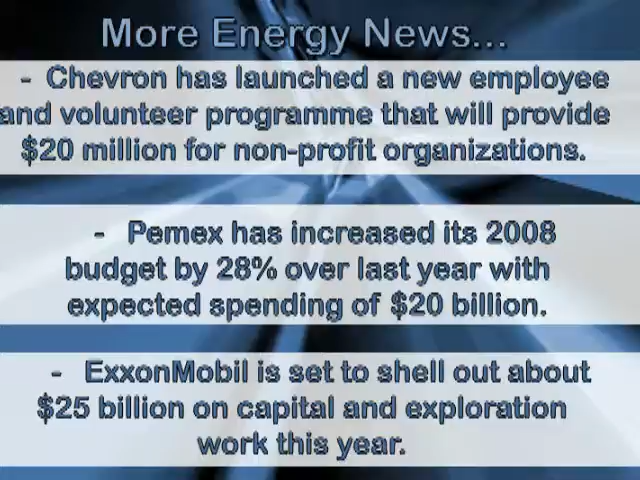 More Energy News...
- Chevron has launched a new employee
and volunteer programme that will provide
$20 million for non-profit organizations.
- Pemex has increased its 2008
budget by 28% over last year with
expected spending of $20 billion.
- ExxonMobil is set to shell out about
$25 billion on capital and exploration
work this year.